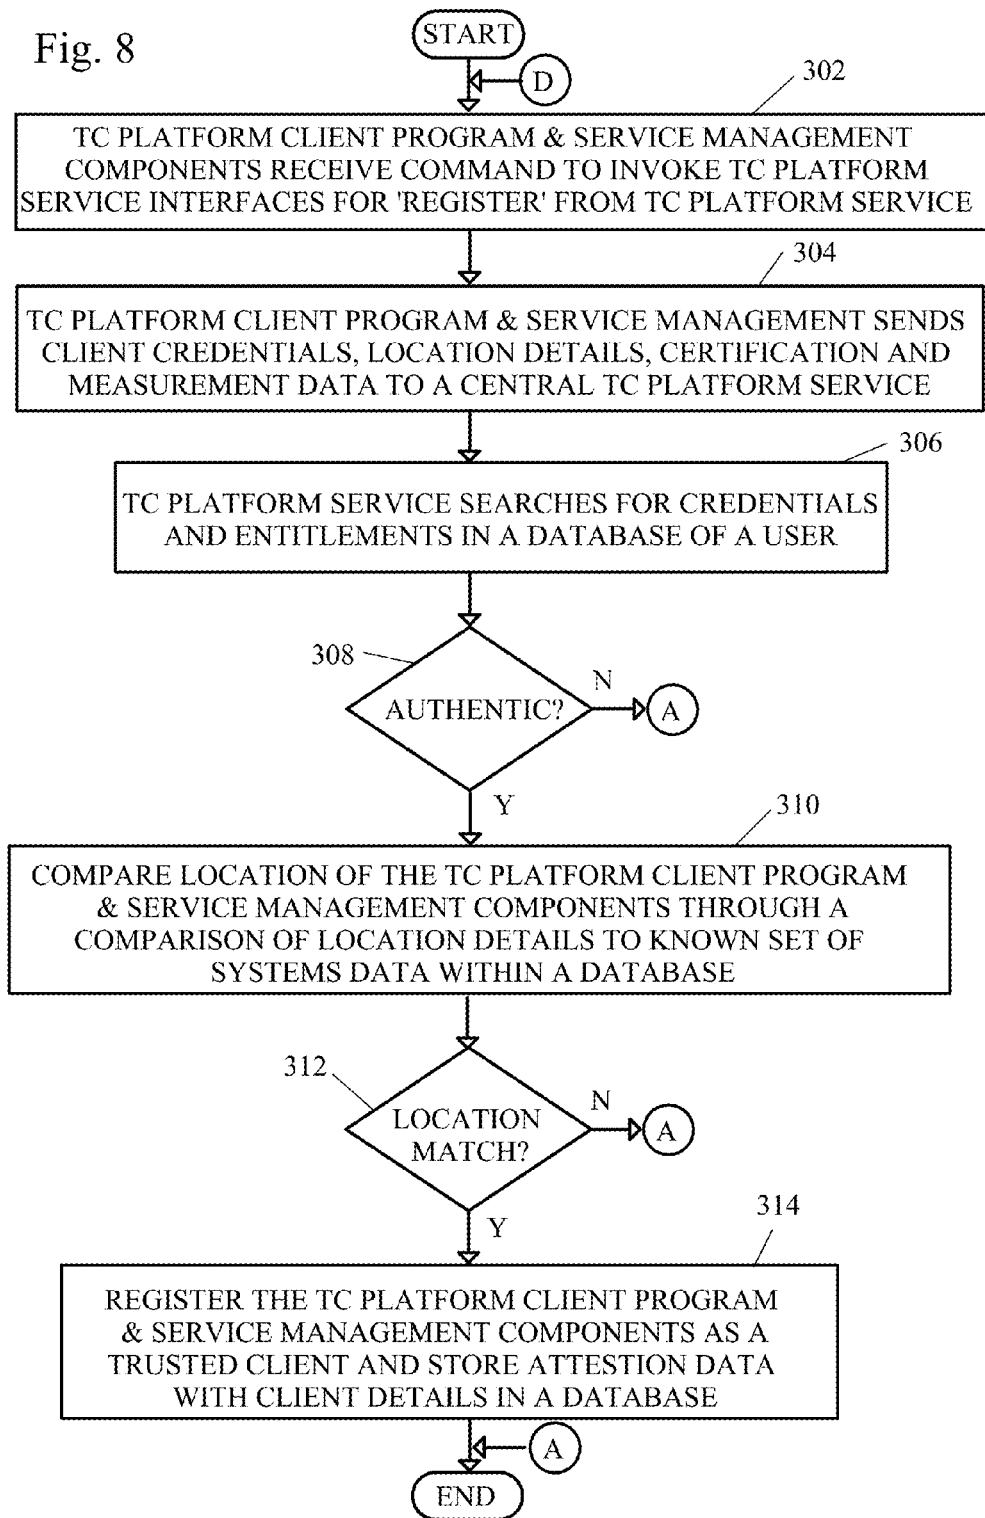 Fig. 8
START
D
302
TC PLATFORM CLIENT PROGRAM & SERVICE MANAGEMENT
COMPONENTS RECEIVE COMMAND TO INVOKE TC PLATFORM
SERVICE INTERFACES FOR 'REGISTER' FROM TC PLATFORM SERVICE
304
TC PLATFORM CLIENT PROGRAM & SERVICE MANAGEMENT SENDS
CLIENT CREDENTIALS, LOCATION DETAILS, CERTIFICATION AND
MEASUREMENT DATA TO A CENTRAL TC PLATFORM SERVICE
306
TC PLATFORM SERVICE SEARCHES FOR CREDENTIALS
AND ENTITLEMENTS IN A DATABASE OF A USER
308
AUTHENTIC?
N
A
Y
310
COMPARE LOCATION OF THE TC PLATFORM CLIENT PROGRAM
& SERVICE MANAGEMENT COMPONENTS THROUGH A
COMPARISON OF LOCATION DETAILS TO KNOWN SET OF
SYSTEMS DATA WITHIN A DATABASE
312
LOCATION
MATCH?
N
A
Y
314
REGISTER THE TC PLATFORM CLIENT PROGRAM
& SERVICE MANAGEMENT COMPONENTS AS A
TRUSTED CLIENT AND STORE ATTESTION DATA
WITH CLIENT DETAILS IN A DATABASE
A
END